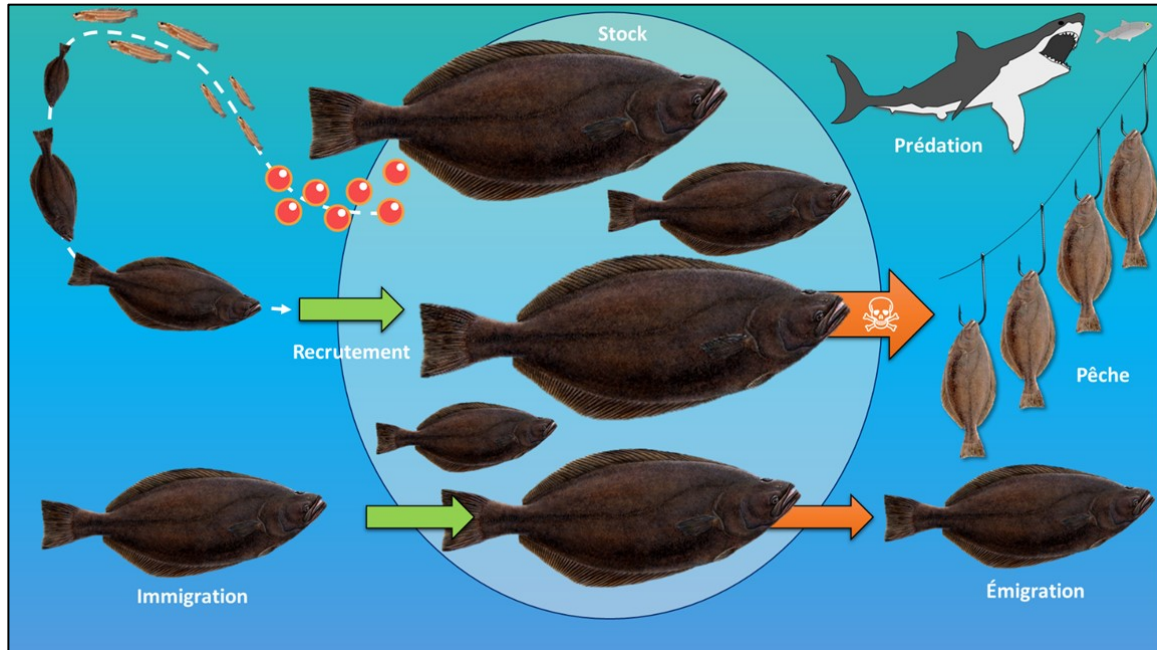 Stock
Prédation
Recrutement
Pêche
Immigration
Émigration